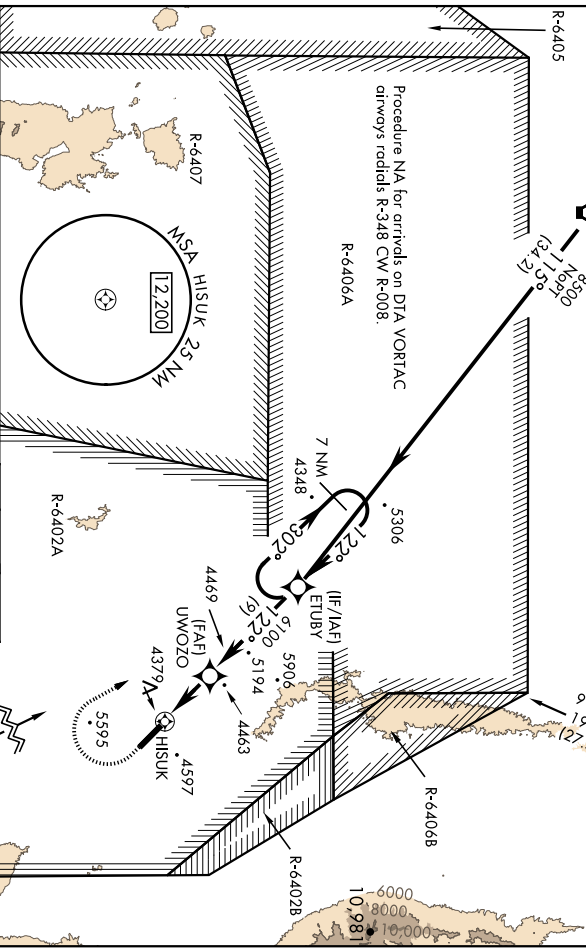 R-6405
Procedure NA for arrivals on DTA VORTAC
airways radials R-348 CW R-008.
R-6407
R-6406A
8500
NoPT
115°
(34.2)
MSA HISUK 25 NM
12,200
7 NM
4348
5306
302°
122°
R-6402A
(IF/IAF)
ETUBY
6100
122°
(9)
4469
(FAF)
UWOZO
5194
5906
4463
4379
HISUK
5595
4597
R-6406B
R-6402B
6000
8000
10,000
10,981